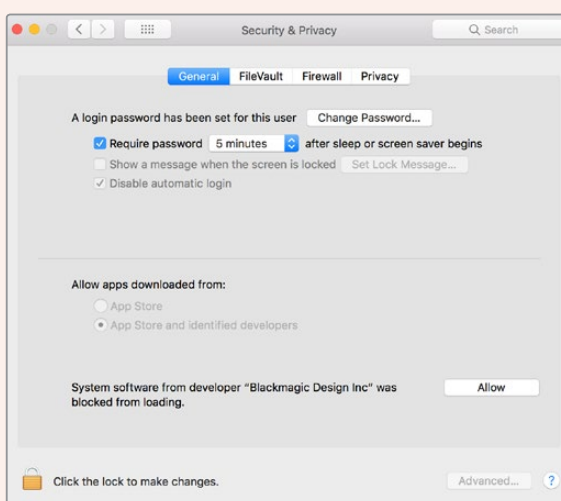 Security & Privacy
Search
General FileVault Firewall Privacy
A login password has been set for this user Change Password...
Require password 5 minutes after sleep or screen saver begins
Show a message when the screen is locked Set Lock Message...
Disable automatic login
Allow apps downloaded from:
App Store
App Store and identified developers
System software from developer “Blackmagic Design Inc” was Allow
blocked from loading.
Click the lock to make changes. Advanced... ?